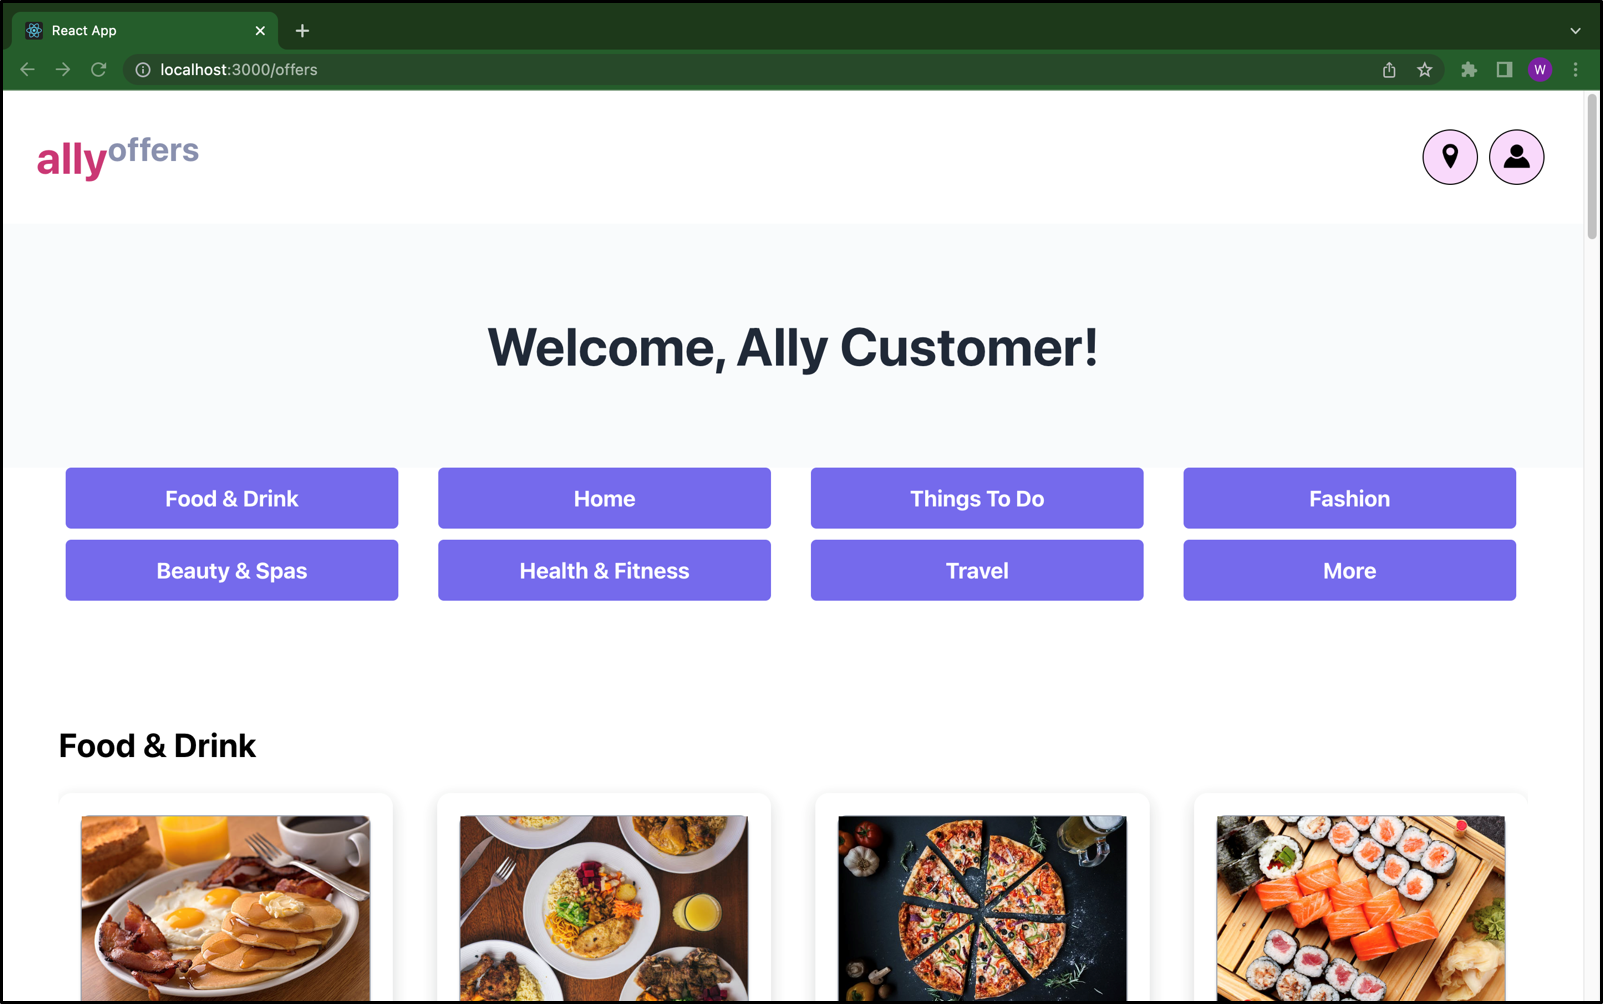 React App
localhost:3000/offers
W
allyoffers
Welcome, Ally Customer!
Food & Drink
Home
Things To Do
Fashion
Beauty & Spas
Health & Fitness
Travel
More
Food & Drink